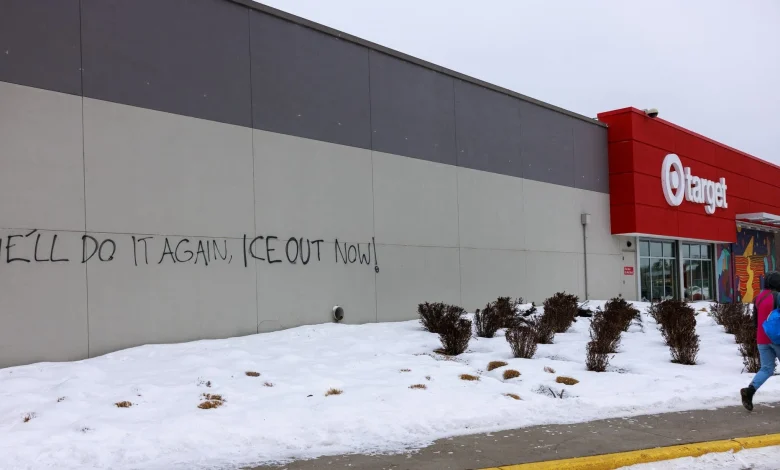 E'LL DO IT AGAIN, ICE OUT NOW!
target